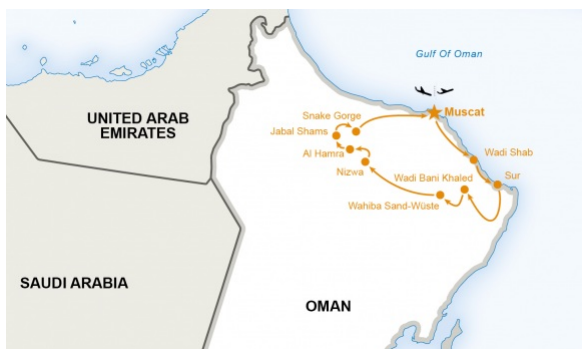 Gulf Of Oman
UNITED ARAB
EMIRATES
Snake Gorge
Muscat
Jabal Shams
Al Hamra
Wadi Shab
Nizwa
Wadi Bani Khaled
Sur
Wahiba Sand-Wüste
SAUDI ARABIA
OMAN